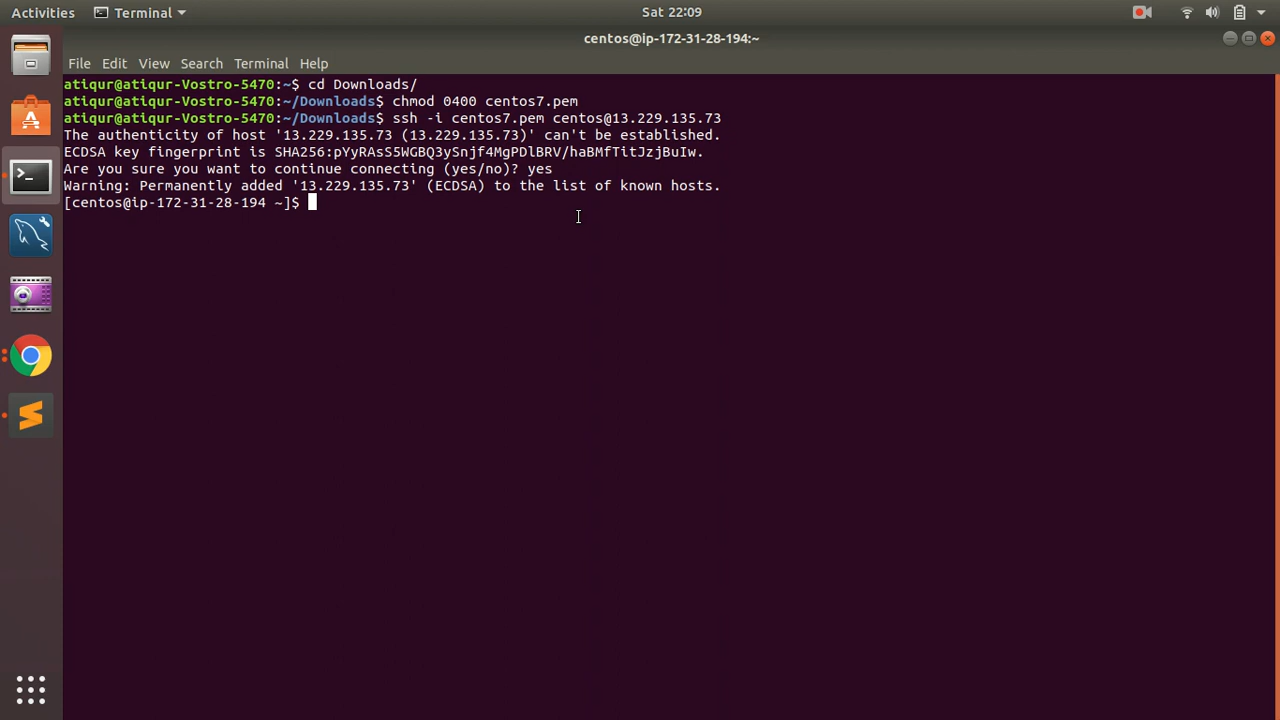 Activities
Terminal
Sat 22:09
centos@ip-172-31-28-194:~
File Edit View Search Terminal Help
atiqur@atiqur-Vostro-5470:~$ cd Downloads/
atiqur@atiqur-Vostro-5470:~/Downloads$ chmod 0400 centos7.pem
atiqur@atiqur-Vostro-5470:~/Downloads$ ssh -i centos7.pem centos@13.229.135.73
The authenticity of host '13.229.135.73 (13.229.135.73)' can't be established.
ECDSA key fingerprint is SHA256:pYyRAsS5WGBQ3ySnjf4MgPDlBRV/haBMfTitJzjBuIw.
Are you sure you want to continue connecting (yes/no)? yes
Warning: Permanently added '13.229.135.73' (ECDSA) to the list of known hosts.
[centos@ip-172-31-28-194 ~]$